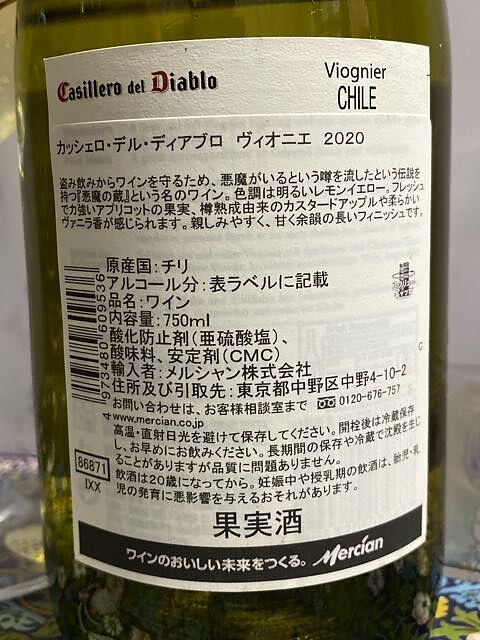 Casillero del Diablo
Viognier
CHILE
カッシェロ・デル・ディアブロ ヴィオニエ 2020
盗み飲みからワインを守るため、悪魔がいるという噂を流したという伝説を
持つ『悪魔の蔵』という名のワイン。色調は明るいレモンイエロー。フレッシュ
で力強いアプリコットの果実、樽熟成由来のカスタードアップルや柔らかい
ヴァニラ香が感じられます。親しみやすく、甘く余韻の長いフィニッシュです。
原産国：チリ
アルコール分：表ラベルに記載
品名：ワイン
内容量：750ml
酸化防止剤（亜硫酸塩）、
酸味料、安定剤（CMC）
輸入者：メルシャン株式会社
住所及び引取先：東京都中野区中野4-10-2
お問い合わせは、お客様相談室まで 0120-676-757
www.mercian.co.jp
高温・直射日光を避けて保存してください。開栓後は冷蔵保存
し、お早めにお飲みください。長期間の保存や冷蔵で沈殿を生じ
ることがありますが品質に問題ありません。
飲酒は20歳になってから。妊娠中や授乳期の飲酒は、胎児・乳
児の発育に悪影響を与えるおそれがあります。
4973480609536
86871
IXX
果実酒
ワインのおいしい未来をつくる。 Mercian